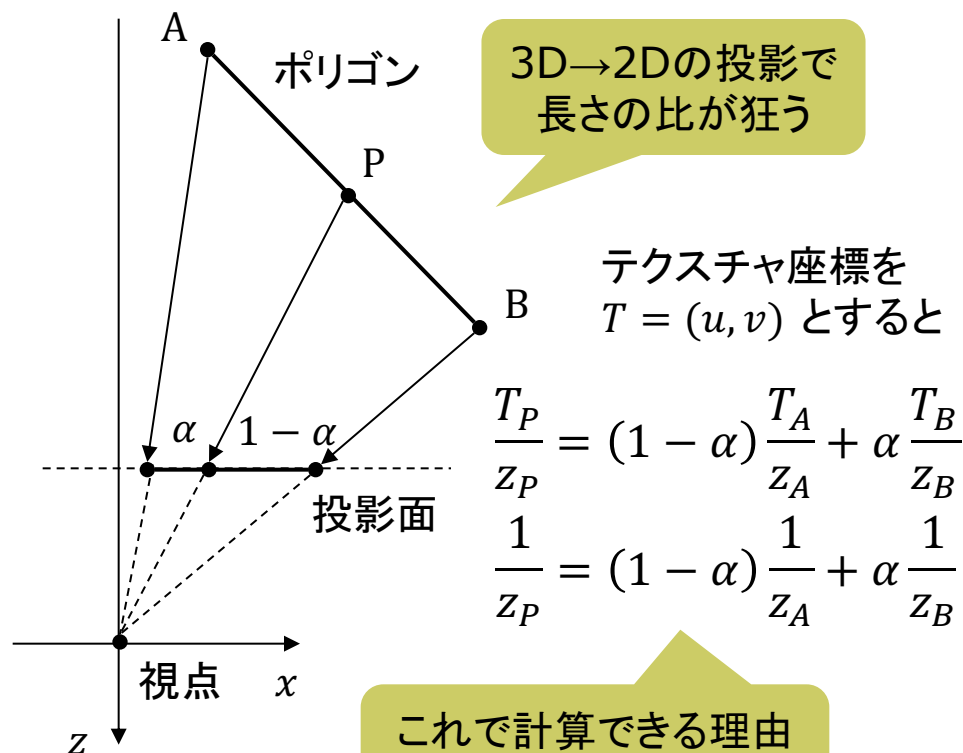 A
ポリゴン
3D→2Dの投影で
長さの比が狂う
P
B
テクスチャ座標を
T = (u, v) とすると
α 1 − α
投影面
T_P/z_P = (1 − α) T_A/z_A + α T_B/z_B
1/z_P = (1 − α) 1/z_A + α 1/z_B
視点
x
z
これで計算できる理由